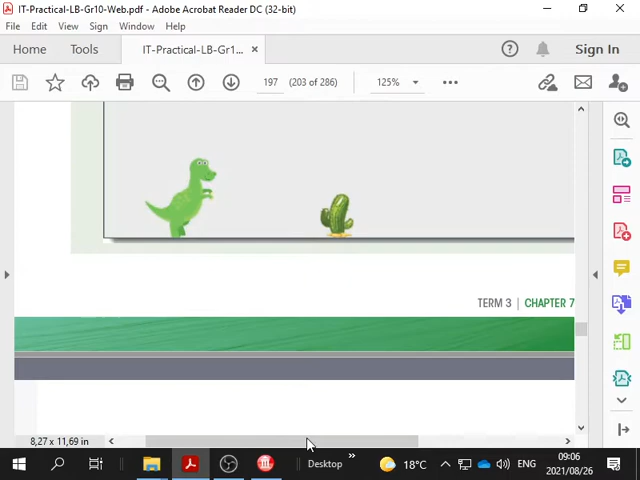 IT-Practical-LB-Gr10-Web.pdf - Adobe Acrobat Reader DC (32-bit)
File Edit View Sign Window Help
Home Tools IT-Practical-LB-Gr1... × Sign In
197 (203 of 286) 125%
TERM 3 | CHAPTER 7
8,27 x 11,69 in
Desktop 18°C ENG 09:06
2021/08/26